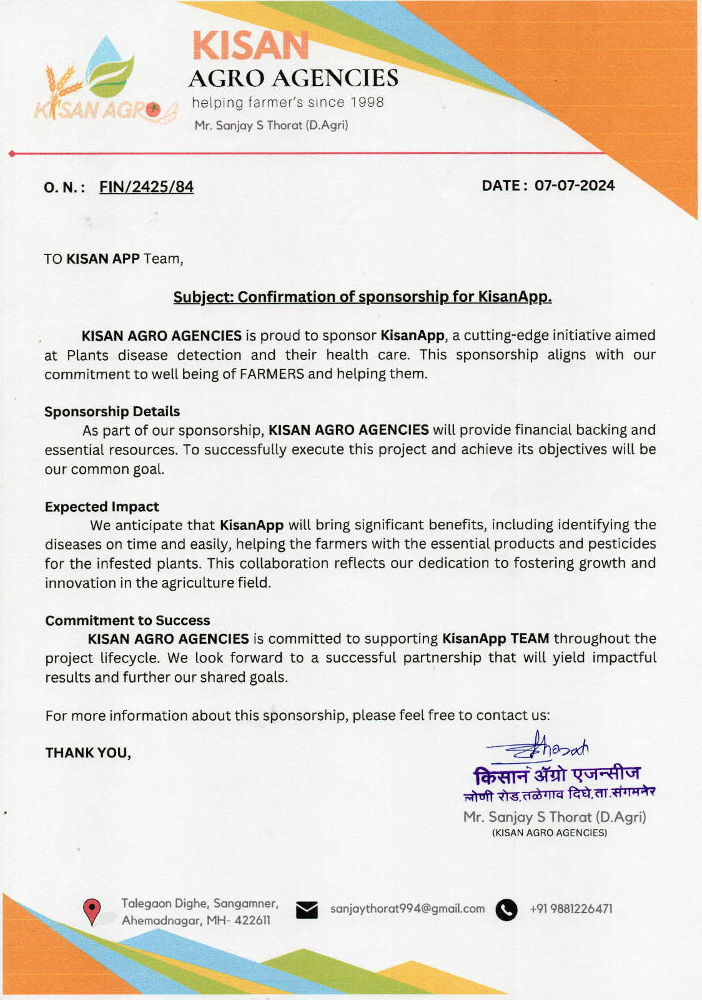 KISAN AGRO
KISAN
AGRO AGENCIES
helping farmer's since 1998
Mr. Sanjay S Thorat (D.Agri)
O. N. : FIN/2425/84
DATE : 07-07-2024
TO KISAN APP Team,
Subject: Confirmation of sponsorship for KisanApp.
KISAN AGRO AGENCIES is proud to sponsor KisanApp, a cutting-edge initiative aimed
at Plants disease detection and their health care. This sponsorship aligns with our
commitment to well being of FARMERS and helping them.
Sponsorship Details
As part of our sponsorship, KISAN AGRO AGENCIES will provide financial backing and
essential resources. To successfully execute this project and achieve its objectives will be
our common goal.
Expected Impact
We anticipate that KisanApp will bring significant benefits, including identifying the
diseases on time and easily, helping the farmers with the essential products and pesticides
for the infested plants. This collaboration reflects our dedication to fostering growth and
innovation in the agriculture field.
Commitment to Success
KISAN AGRO AGENCIES is committed to supporting KisanApp TEAM throughout the
project lifecycle. We look forward to a successful partnership that will yield impactful
results and further our shared goals.
For more information about this sponsorship, please feel free to contact us:
THANK YOU,
Thorat
किसान ॲग्रो एजन्सीज
लोणी रोड,तळेगाव दिघे,ता.संगमनेर
Mr. Sanjay S Thorat (D.Agri)
(KISAN AGRO AGENCIES)
Talegaon Dighe, Sangamner,
Ahemadnagar, MH- 422611
sanjaythorat994@gmail.com
+91 9881226471